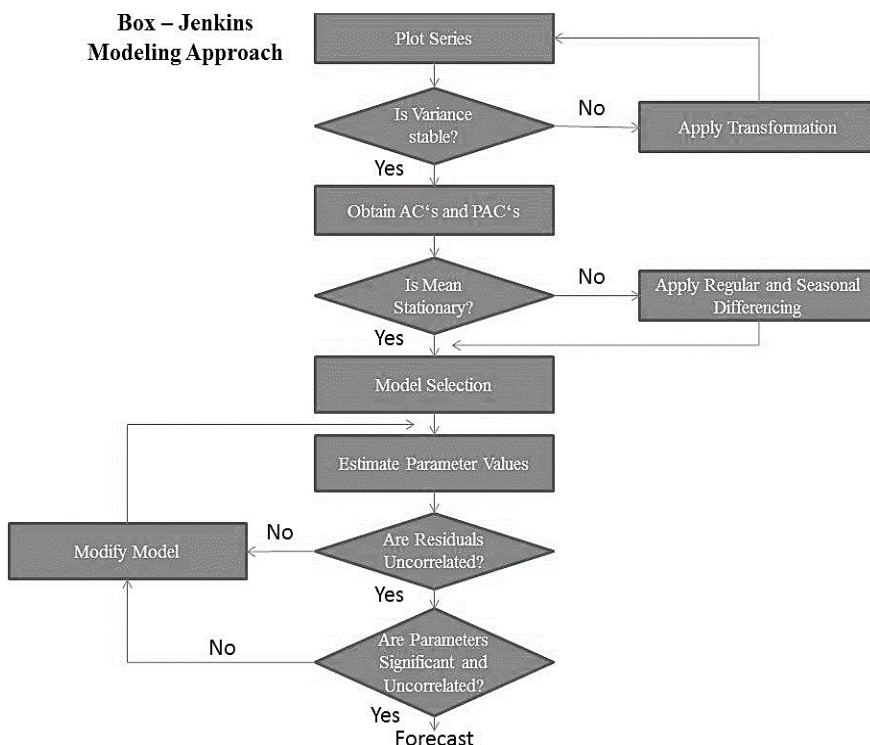 Box – Jenkins
Modeling Approach
Plot Series
Is Variance
stable?
No
Apply Transformation
Yes
Obtain AC‘s and PAC‘s
Is Mean
Stationary?
No
Apply Regular and Seasonal
Differencing
Yes
Model Selection
Estimate Parameter Values
Are Residuals
Uncorrelated?
No
Modify Model
Yes
Are Parameters
Significant and
Uncorrelated?
No
Yes
Forecast